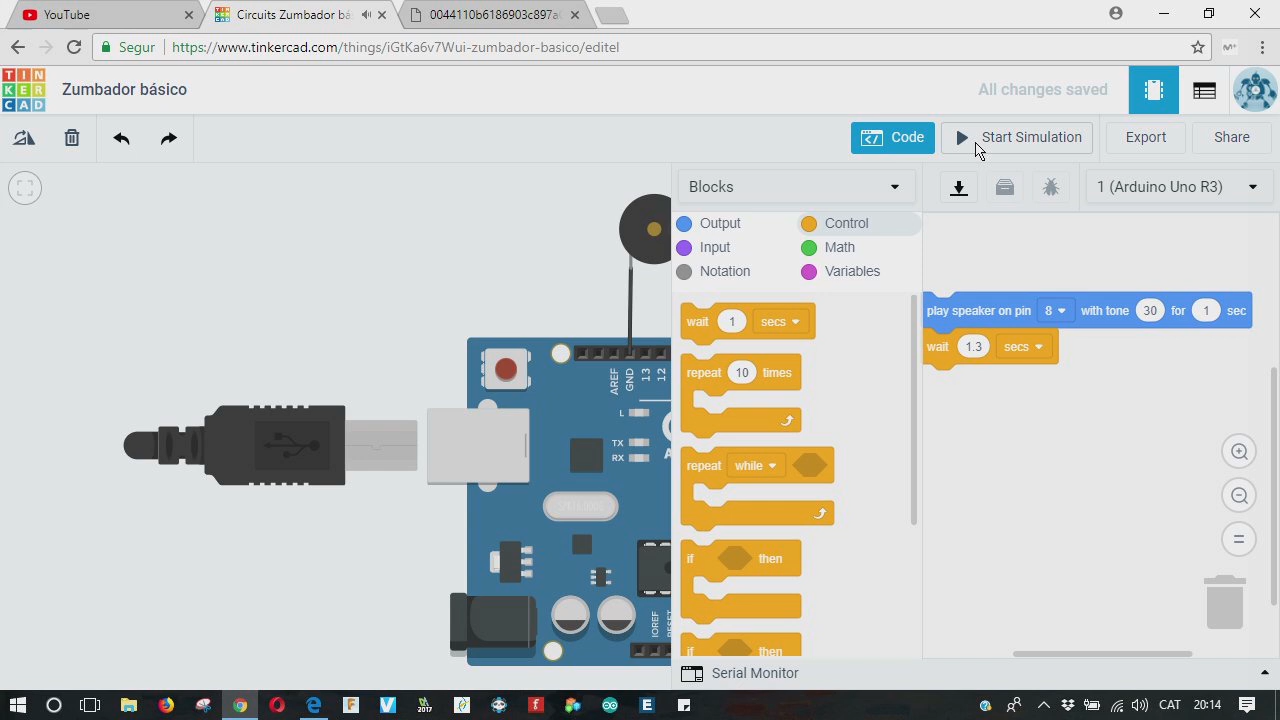 YouTube
Circuits Zumbador bá
0044110b6186903c897a
Segur
https://www.tinkercad.com/things/iGtKa6v7Wui-zumbador-basico/editel
TIN
KER
CAD
Zumbador básico
All changes saved
Code
Start Simulation
Export
Share
Blocks
1 (Arduino Uno R3)
Output
Control
Input
Math
Notation
Variables
wait 1 secs
repeat 10 times
repeat while
if then
if then
play speaker on pin 8 with tone 30 for 1 sec
wait 1.3 secs
AREF
GND
13
12
L
TX
RX
IOREF
RESET
Serial Monitor
CAT
20:14